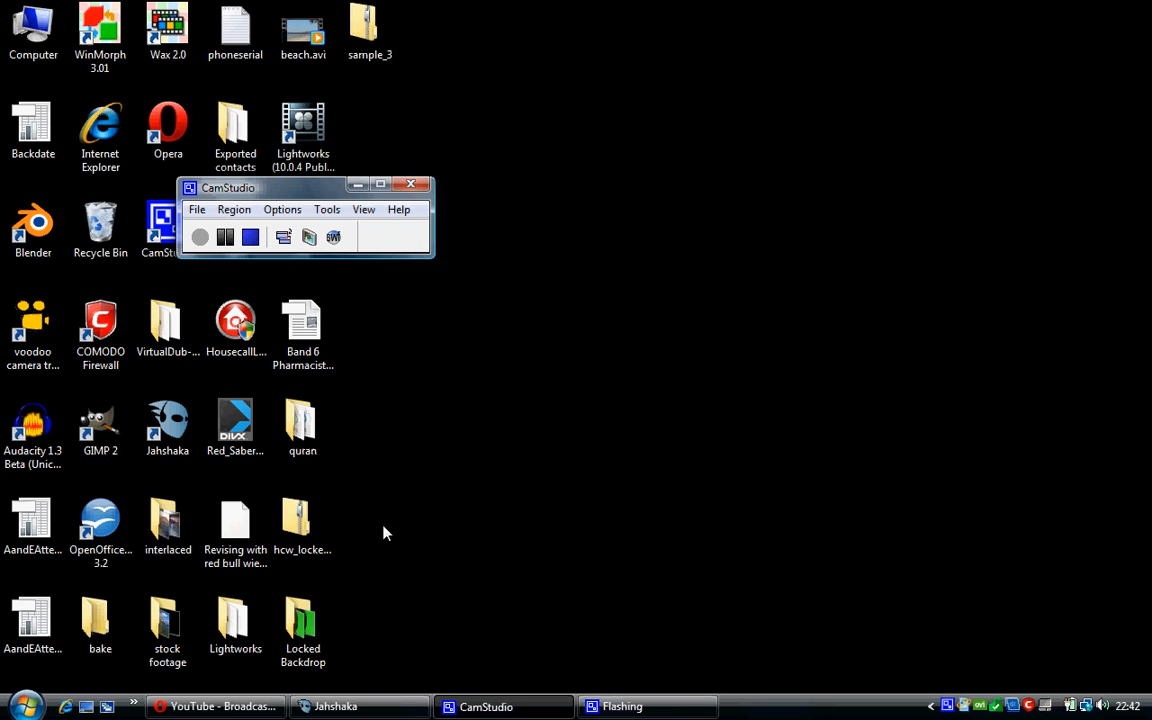 Computer
WinMorph
3.01
Wax 2.0
phoneserial
beach.avi
sample_3
Backdate
Internet
Explorer
Opera
Exported
contacts
Lightworks
(10.0.4 Publ...
CamStudio
File Region Options Tools View Help
Blender
Recycle Bin
CamStu
voodoo
camera tr...
COMODO
Firewall
VirtualDub-...
HousecallL...
Band 6
Pharmacist...
Audacity 1.3
Beta (Unic...
GIMP 2
Jahshaka
DIVX
Red_Saber...
quran
AandEAtte...
OpenOffice...
3.2
interlaced
Revising with
red bull wie...
hcw_locke...
AandEAtte...
bake
stock
footage
Lightworks
Locked
Backdrop
YouTube - Broadcas...
Jahshaka
CamStudio
Flashing
ovi
22:42